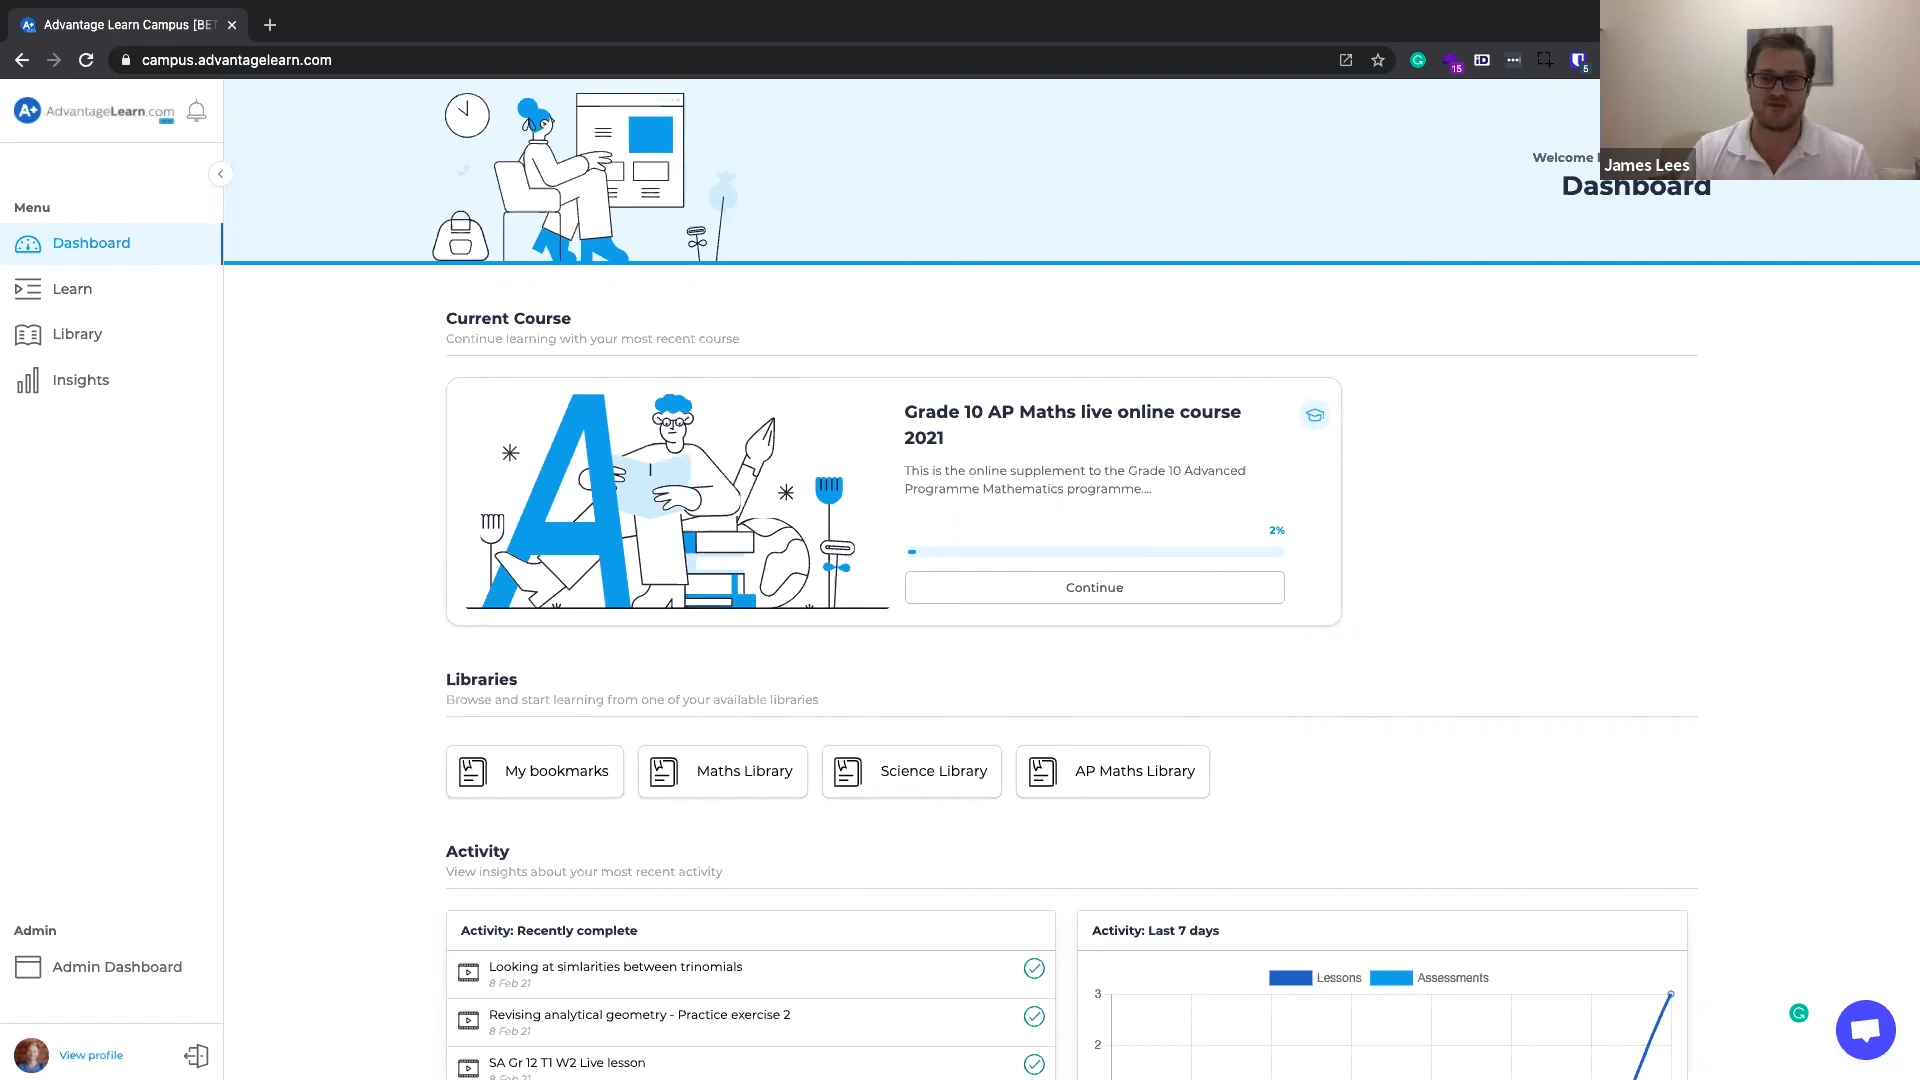 Advantage Learn Campus [BET
campus.advantagelearn.com
15
iD
5
A+ AdvantageLearn.com
Welcome
James Lees
Dashboard
Menu
Dashboard
Learn
Library
Insights
Current Course
Continue learning with your most recent course
Grade 10 AP Maths live online course
2021
This is the online supplement to the Grade 10 Advanced
Programme Mathematics programme....
2%
Continue
Libraries
Browse and start learning from one of your available libraries
My bookmarks
Maths Library
Science Library
AP Maths Library
Activity
View insights about your most recent activity
Activity: Recently complete
Looking at simlarities between trinomials
8 Feb 21
Revising analytical geometry - Practice exercise 2
8 Feb 21
SA Gr 12 T1 W2 Live lesson
8 Feb 21
Activity: Last 7 days
Lessons
Assessments
3
2
Admin
Admin Dashboard
View profile